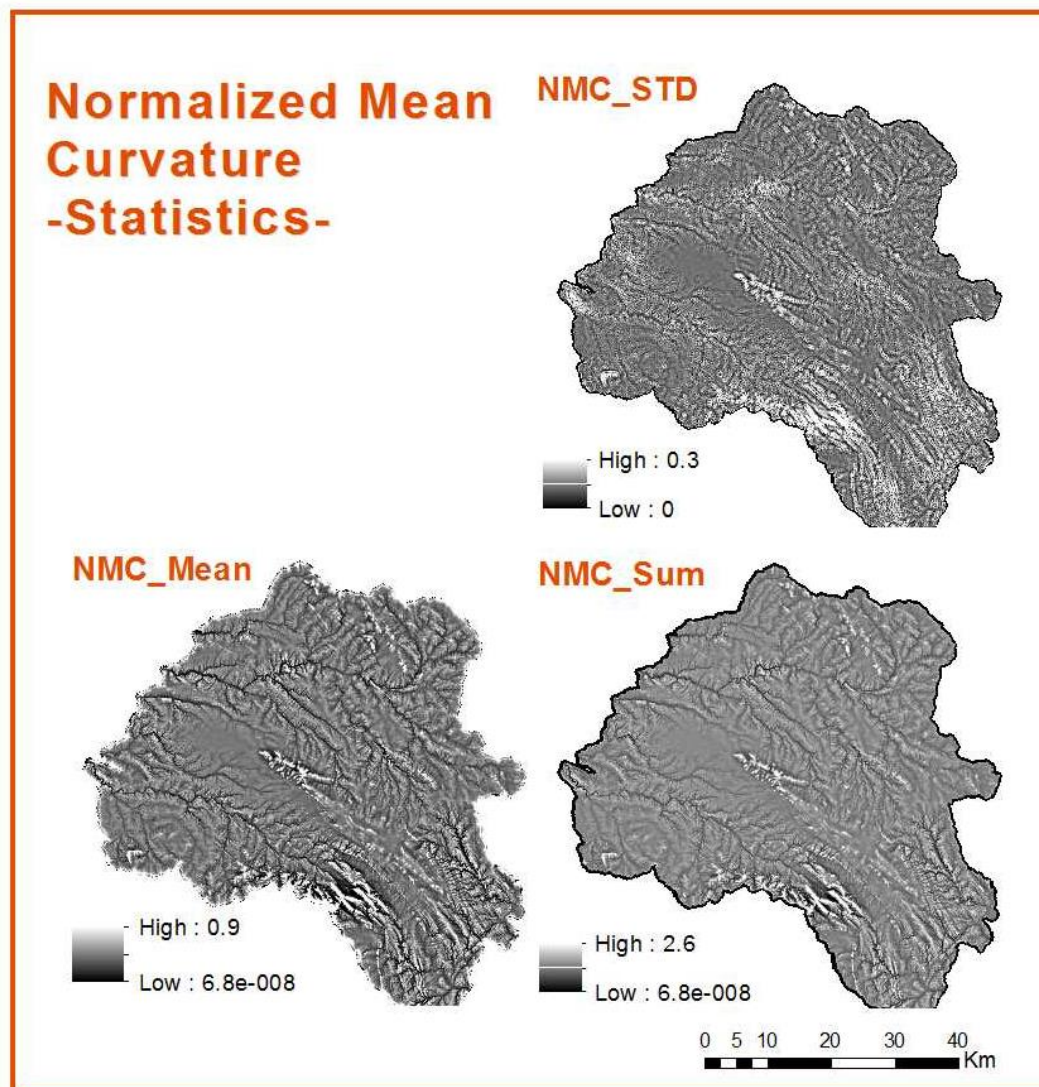 Normalized Mean
Curvature
-Statistics-
NMC_STD
High : 0.3
Low : 0
NMC_Mean
High : 0.9
Low : 6.8e-008
NMC_Sum
High : 2.6
Low : 6.8e-008
0 5 10 20 30 40
Km